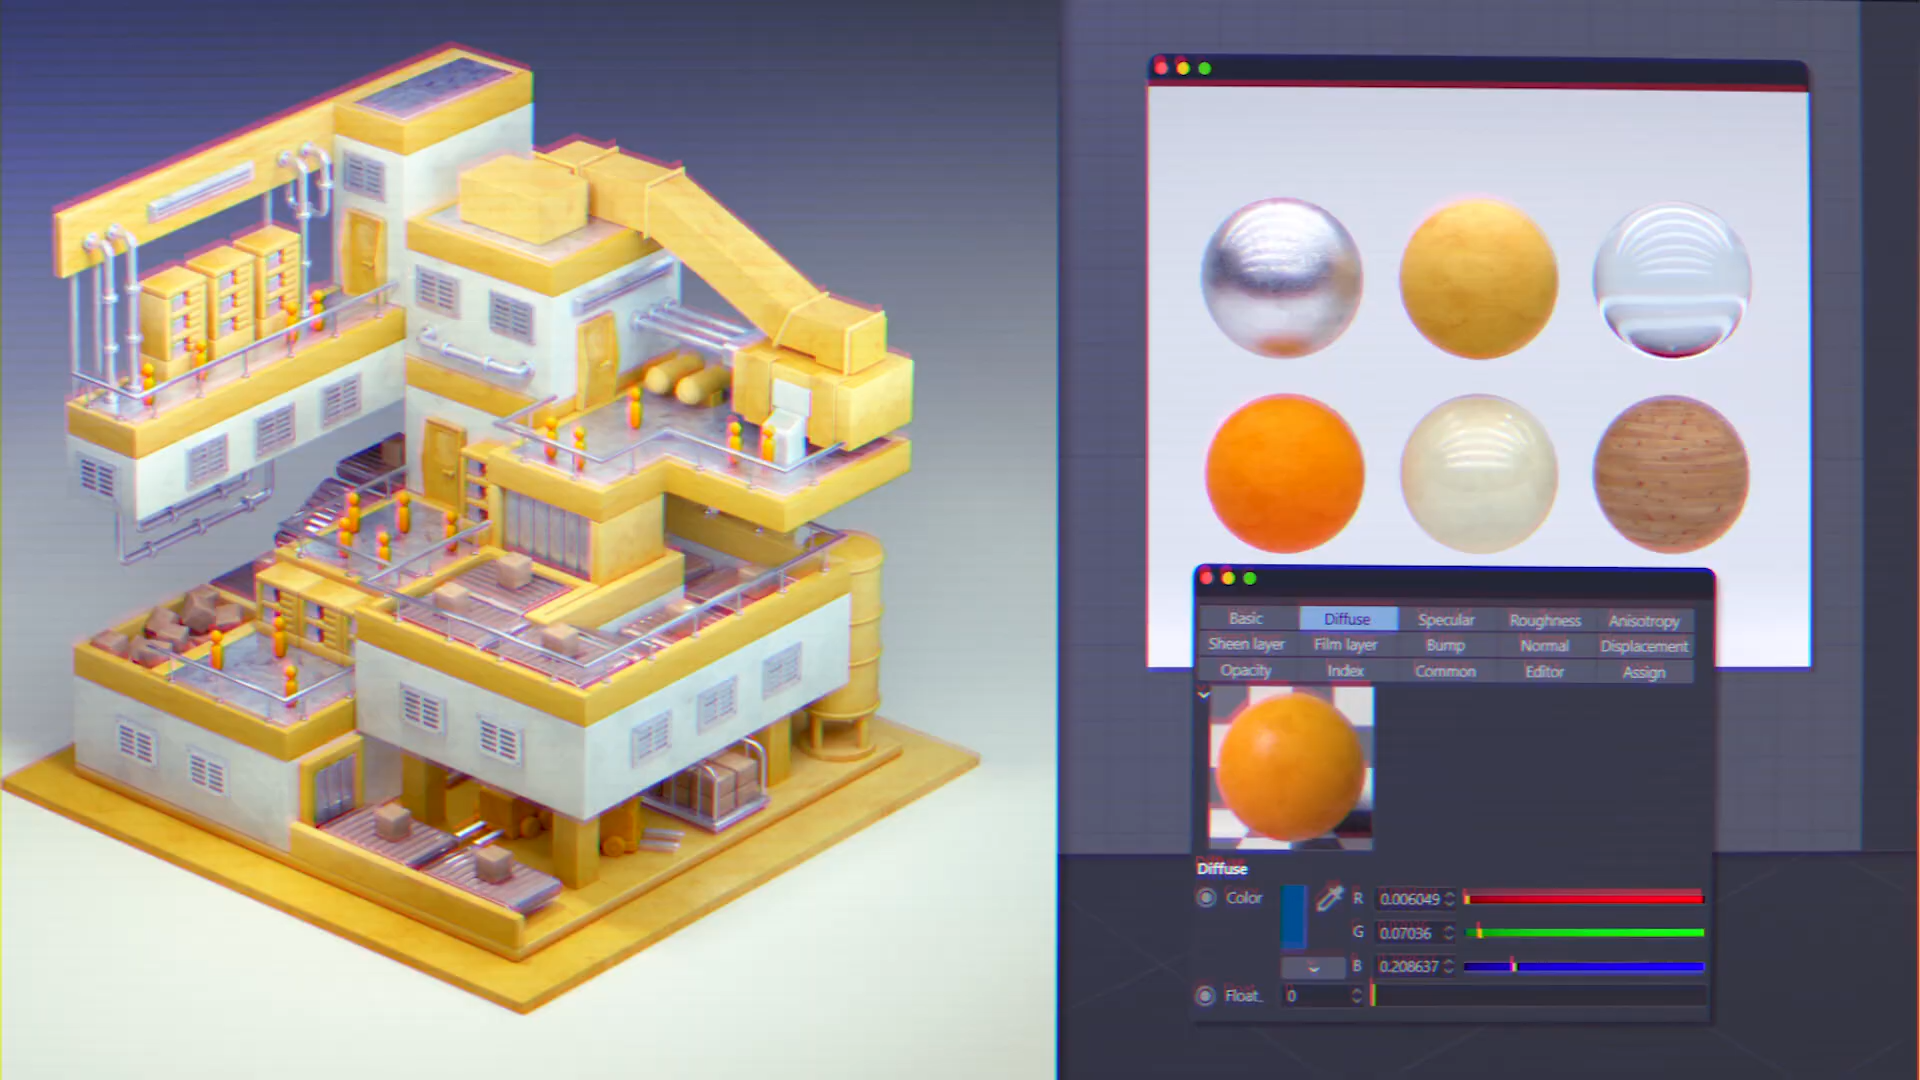 Basic Diffuse Specular Roughness Anisotropy
Sheen layer Film layer Bump Normal Displacement
Opacity Index Common Editor Assign
Diffuse
Color R 0.006049
G 0.07036
B 0.208637
Float_ 0